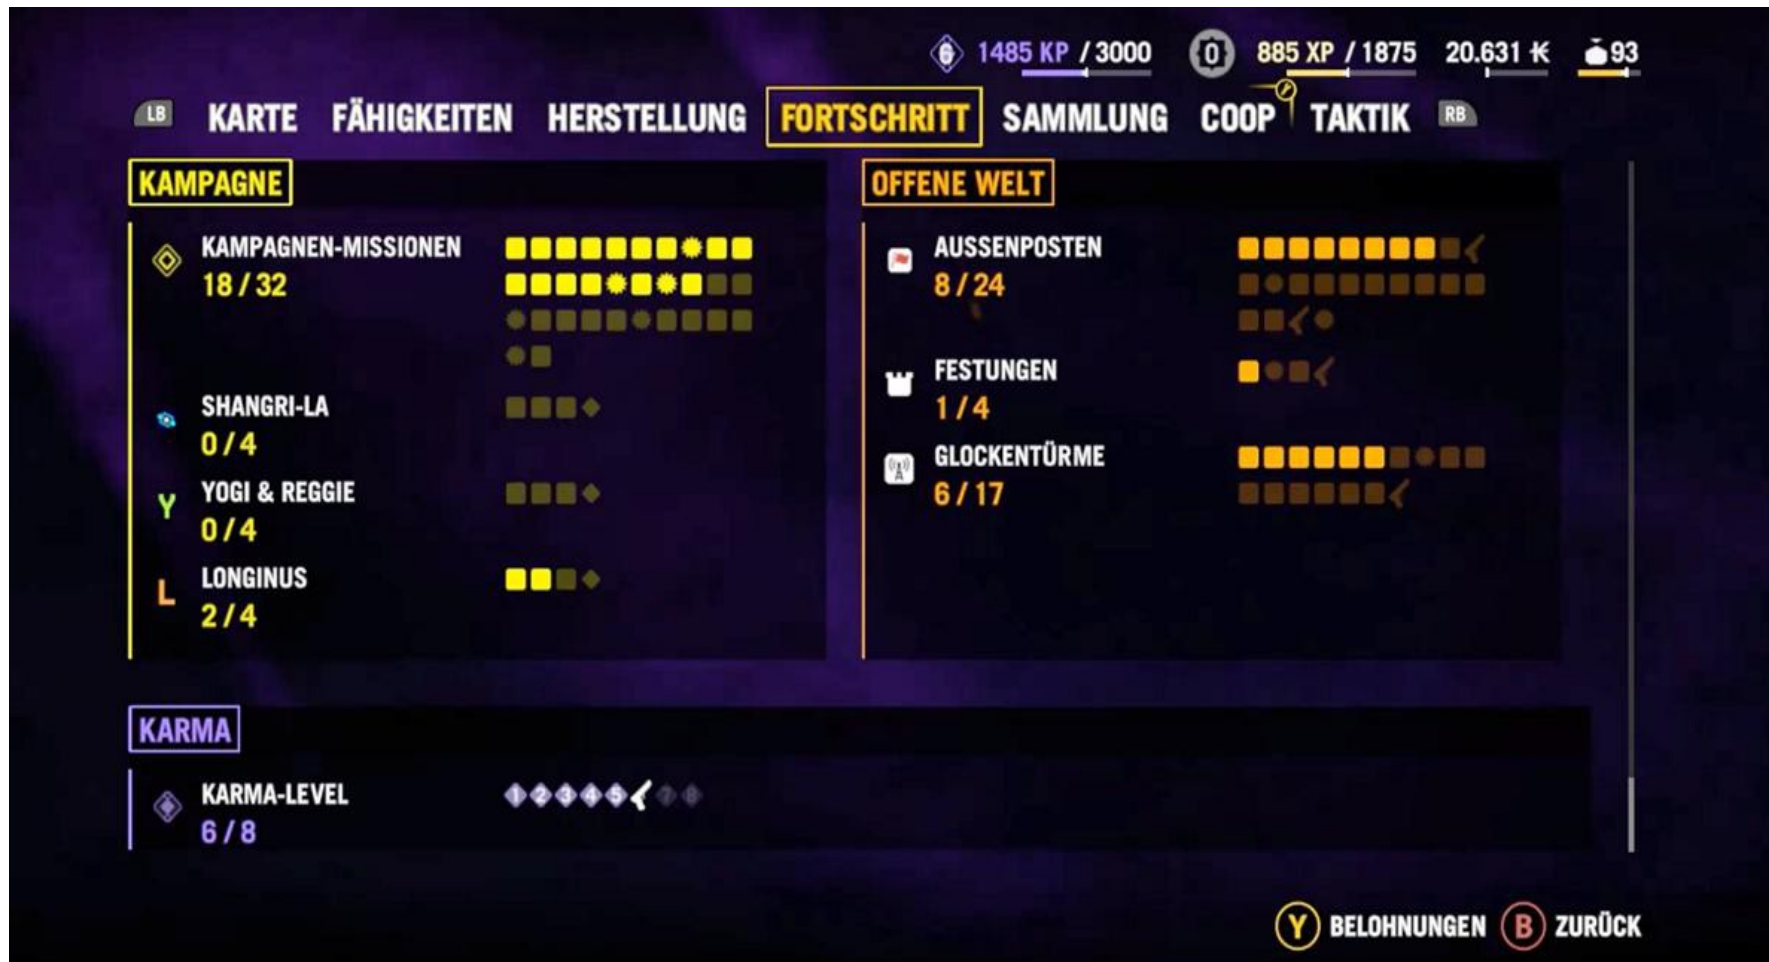 6 1485 KP / 3000 0 885 XP / 1875 20.631 ₭ 93
LB KARTE FÄHIGKEITEN HERSTELLUNG FORTSCHRITT SAMMLUNG COOP TAKTIK RB
KAMPAGNE
KAMPAGNEN-MISSIONEN
18 / 32
SHANGRI-LA
0 / 4
Y YOGI & REGGIE
0 / 4
L LONGINUS
2 / 4
OFFENE WELT
AUSSENPOSTEN
8 / 24
FESTUNGEN
1 / 4
GLOCKENTÜRME
6 / 17
KARMA
KARMA-LEVEL 1 2 3 4 5 7 8
6 / 8
Y BELOHNUNGEN B ZURÜCK